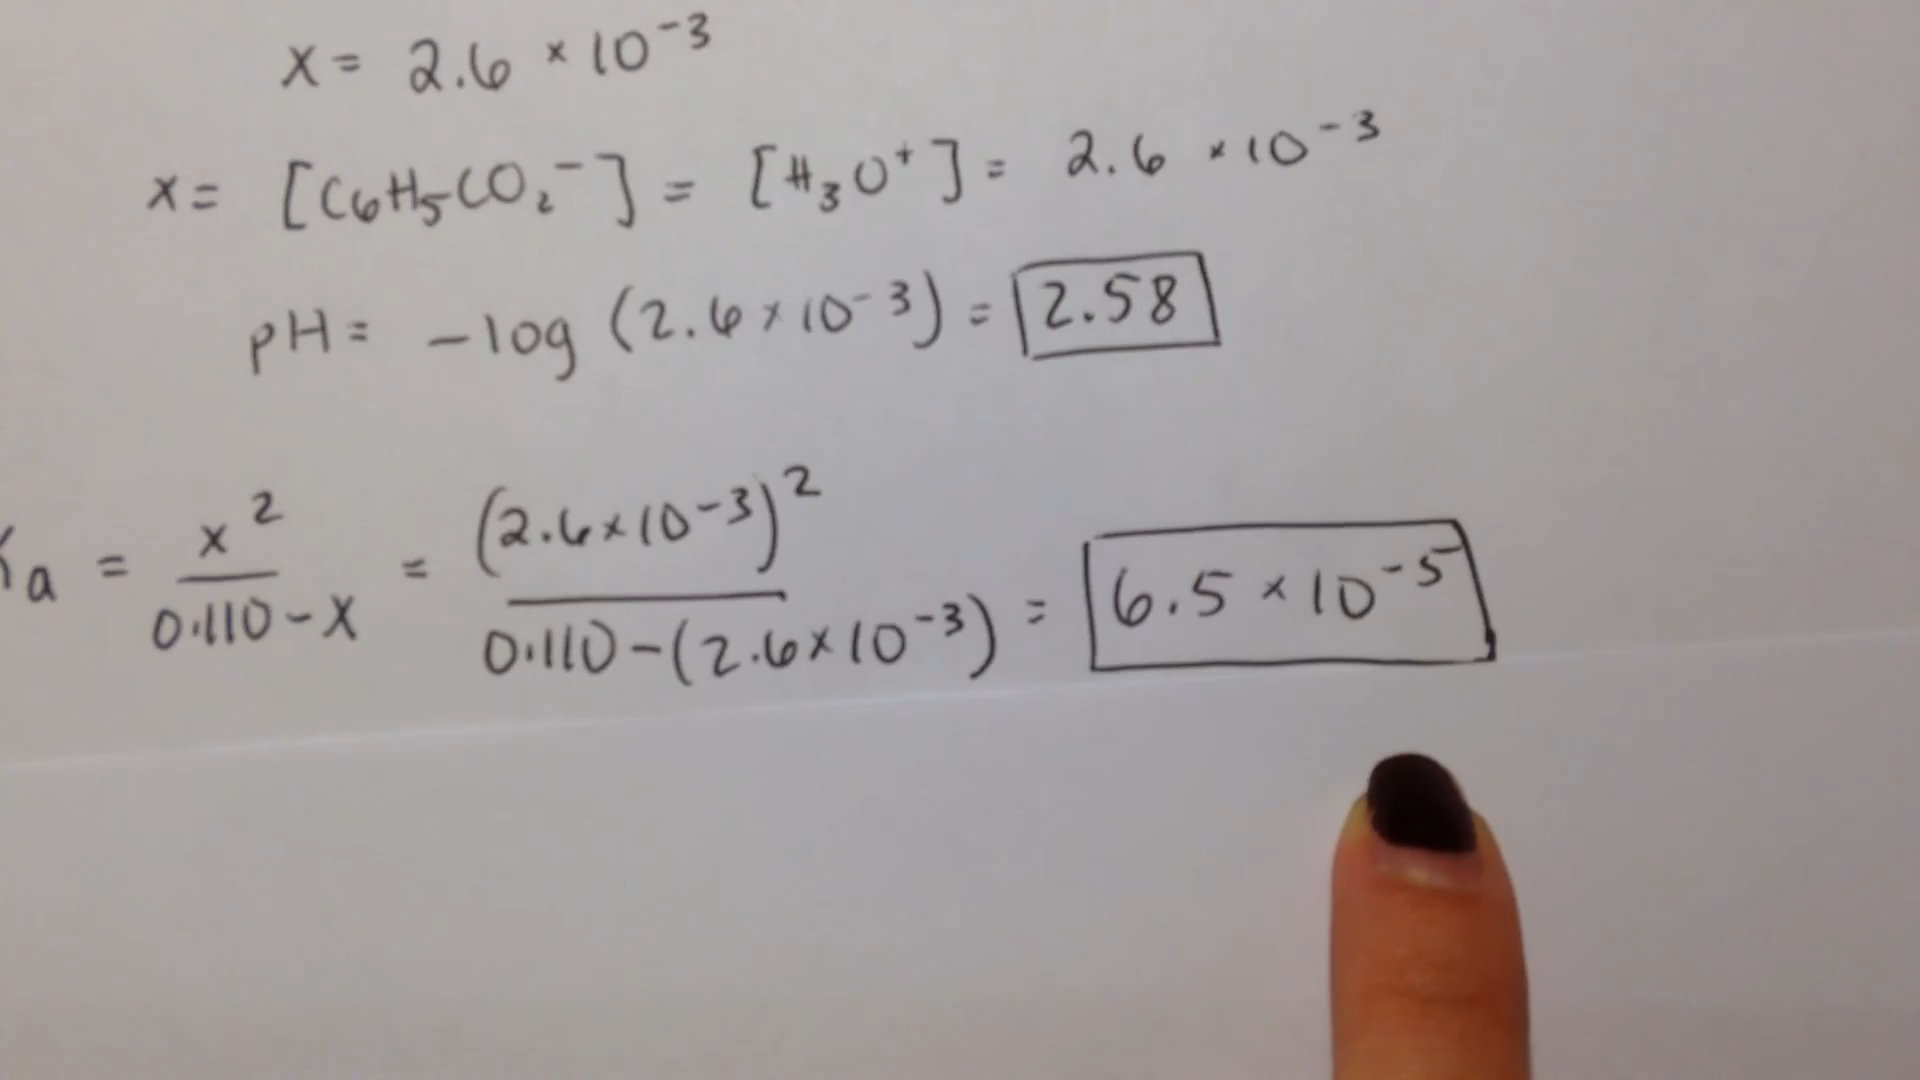 x = 2.6 × 10⁻³
x = [C₆H₅CO₂⁻] = [H₃O⁺] = 2.6 × 10⁻³
pH = -log (2.6 × 10⁻³) = 2.58
Ka = x² / 0.110 - x = (2.6 × 10⁻³)² / 0.110 - (2.6 × 10⁻³) = 6.5 × 10⁻⁵